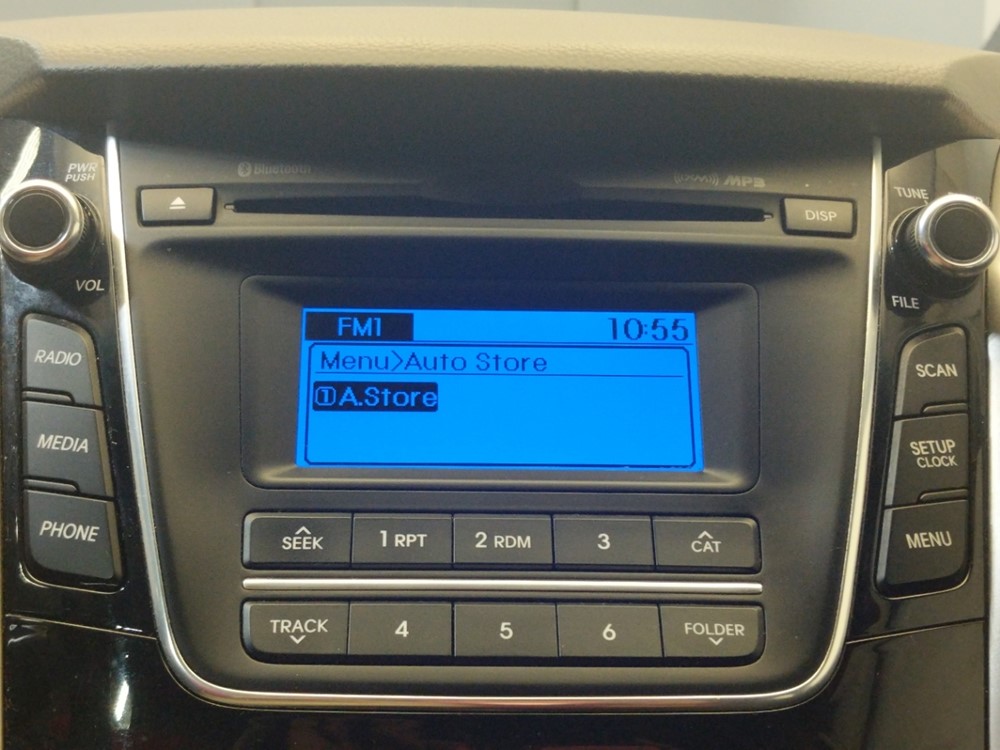 PWR
PUSH
VOL
Bluetooth
MP3
DISP
TUNE
FILE
RADIO
MEDIA
PHONE
FM1 10:55
Menu>Auto Store
①A.Store
SCAN
SETUP
CLOCK
MENU
SEEK
1 RPT
2 RDM
3
CAT
TRACK
4
5
6
FOLDER